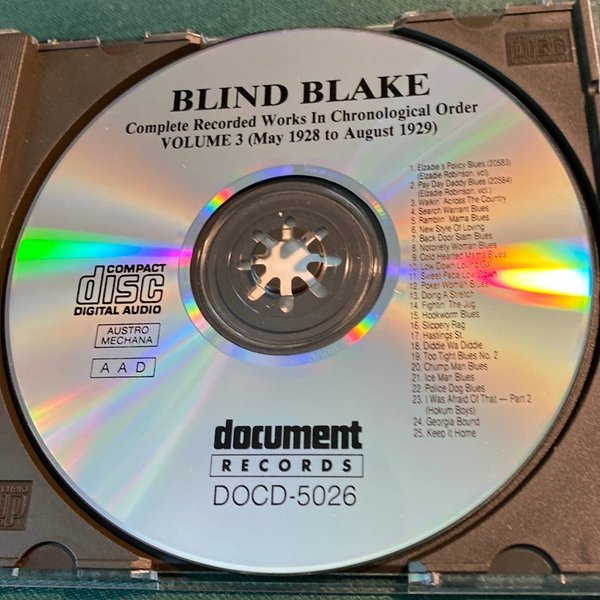 BLIND BLAKE
Complete Recorded Works In Chronological Order
VOLUME 3 (May 1928 to August 1929)
1. Elzadie's Policy Blues (20583)
(Elzadie Robinson, vcl)
2. Pay Day Daddy Blues (20584)
(Elzadie Robinson, vcl.)
3. Walkin' Across The Country
4. Search Warrant Blues
5. Ramblin' Mama Blues
6. New Style Of Loving
7. Back Door Slam Blues
8. Notoriety Woman Blues
9. Cold Hearted Mama Blues
10. Low Down Loving Gal
11. Sweet Papa Low Down
12. Poker Woman Blues
13. Doing A Stretch
14. Fightin' The Jug
15. Hookworm Blues
16. Slippery Rag
17. Hastings St.
18. Diddie Wa Diddie
19. Too Tight Blues No. 2
20. Chump Man Blues
21. Ice Man Blues
22. Police Dog Blues
23. I Was Afraid Of That — Part 2
(Hokum Boys)
24. Georgia Bound
25. Keep It Home
COMPACT
disc
DIGITAL AUDIO
AUSTRO
MECHANA
A A D
document
RECORDS
DOCD-5026